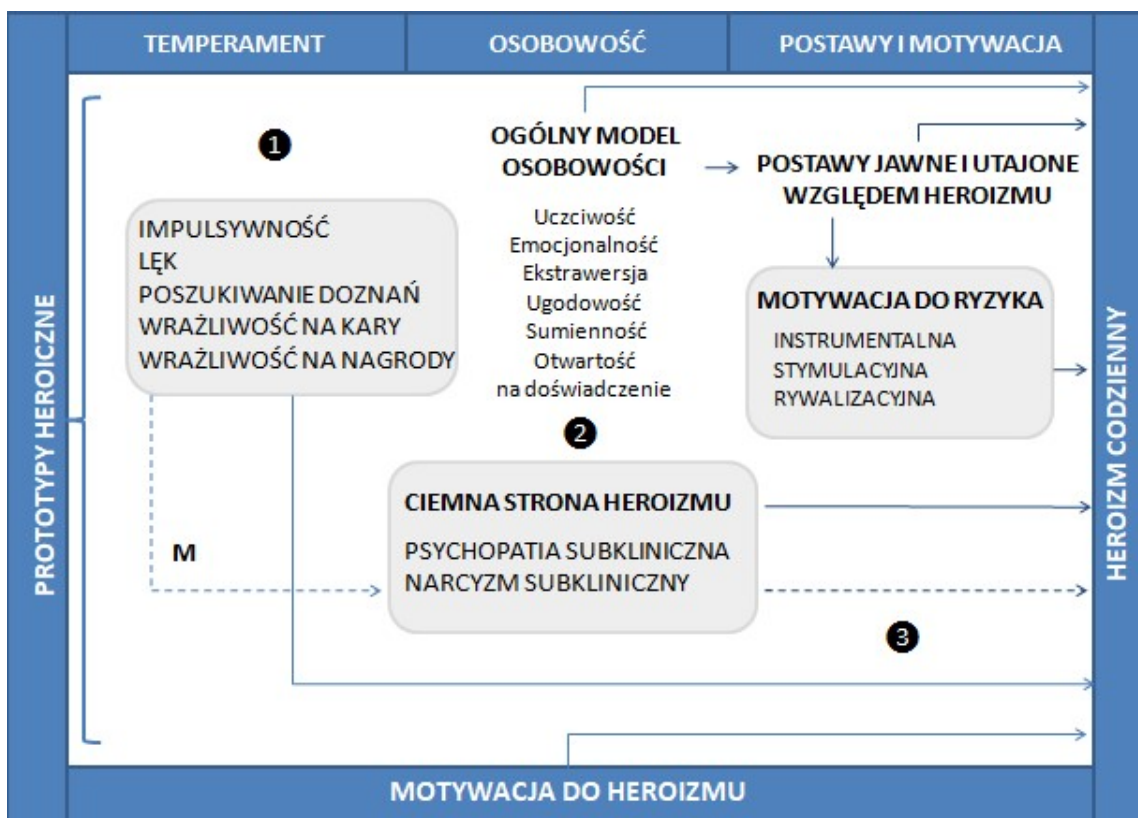 TEMPERAMENT
OSOBOWOŚĆ
POSTAWY I MOTYWACJA
PROTOTYPY HEROICZNE
1
IMPULSYWNOŚĆ
LĘK
POSZUKIWANIE DOZNAŃ
WRAŻLIWOŚĆ NA KARY
WRAŻLIWOŚĆ NA NAGRODY
M
OGÓLNY MODEL
OSOBOWOŚCI
Uczciwość
Emocjonalność
Ekstrawersja
Ugodowość
Sumienność
Otwartość
na doświadczenie
2
CIEMNA STRONA HEROIZMU
PSYCHOPATIA SUBKLINICZNA
NARCYZM SUBKLINICZNY
POSTAWY JAWNE I UTAJONE
WZGLĘDEM HEROIZMU
MOTYWACJA DO RYZYKA
INSTRUMENTALNA
STYMULACYJNA
RYWALIZACYJNA
3
HEROIZM CODZIENNY
MOTYWACJA DO HEROIZMU